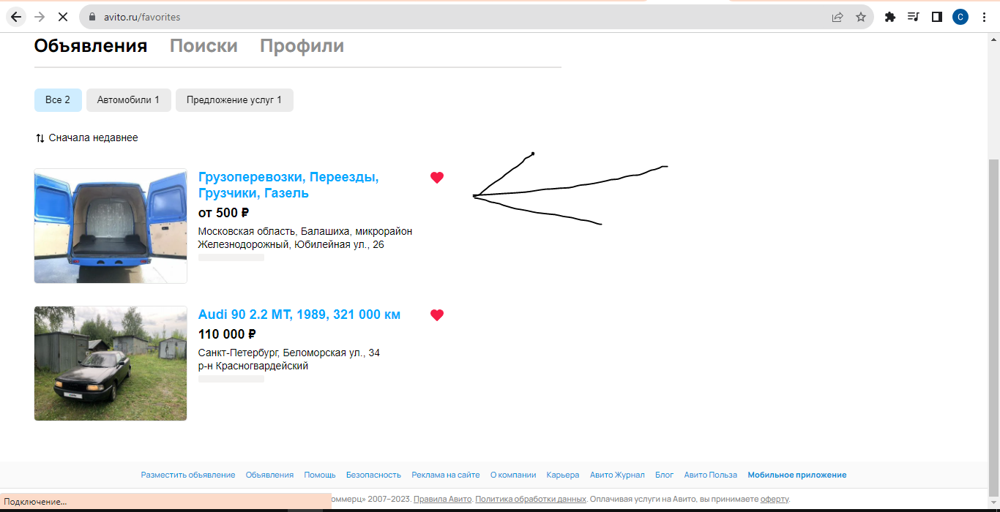 avito.ru/favorites
C
Объявления Поиски Профили
Все 2 Автомобили 1 Предложение услуг 1
Сначала недавнее
Грузоперевозки, Переезды,
Грузчики, Газель
от 500 ₽
Московская область, Балашиха, микрорайон
Железнодорожный, Юбилейная ул., 26
Audi 90 2.2 MT, 1989, 321 000 км
110 000 ₽
Санкт-Петербург, Беломорская ул., 34
р-н Красногвардейский
Разместить объявление Объявления Помощь Безопасность Реклама на сайте О компании Карьера Авито Журнал Блог Авито Польза Мобильное приложение
Подключение... оммерц» 2007–2023. Правила Авито. Политика обработки данных. Оплачивая услуги на Авито, вы принимаете оферту.